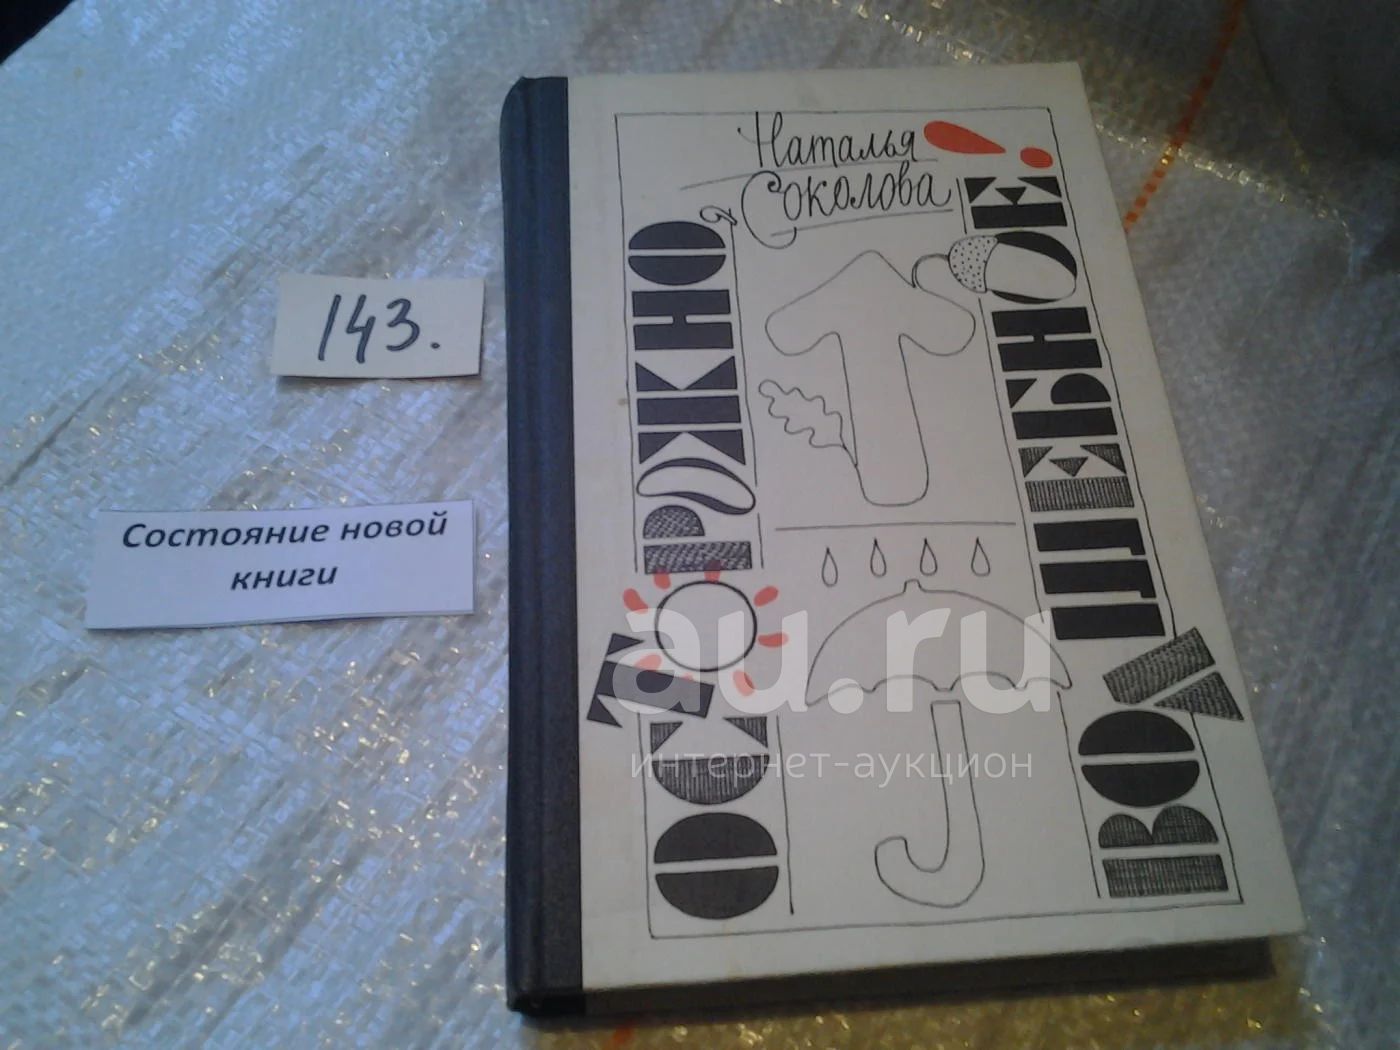 Наталья
Соколова
ОСТОРОЖНО,
ВОЛШЕБНОЕ!
143.
Состояние новой
книги
au.ru
интернет-аукцион